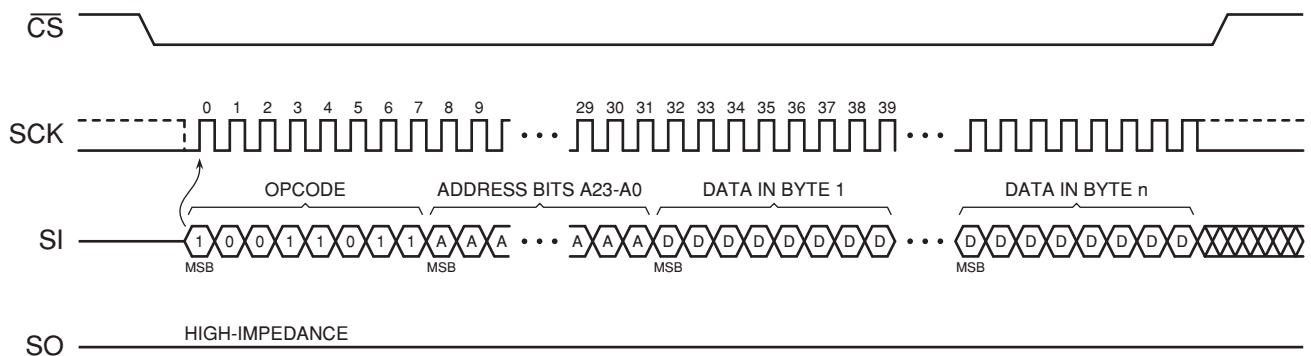 CS
0 1 2 3 4 5 6 7 8 9 29 30 31 32 33 34 35 36 37 38 39
SCK
OPCODE ADDRESS BITS A23-A0 DATA IN BYTE 1 DATA IN BYTE n
SI 1 0 0 1 1 0 1 1 A A A • • • A A A D D D D D D D D • • • D D D D D D D D
MSB MSB MSB MSB
HIGH-IMPEDANCE
SO